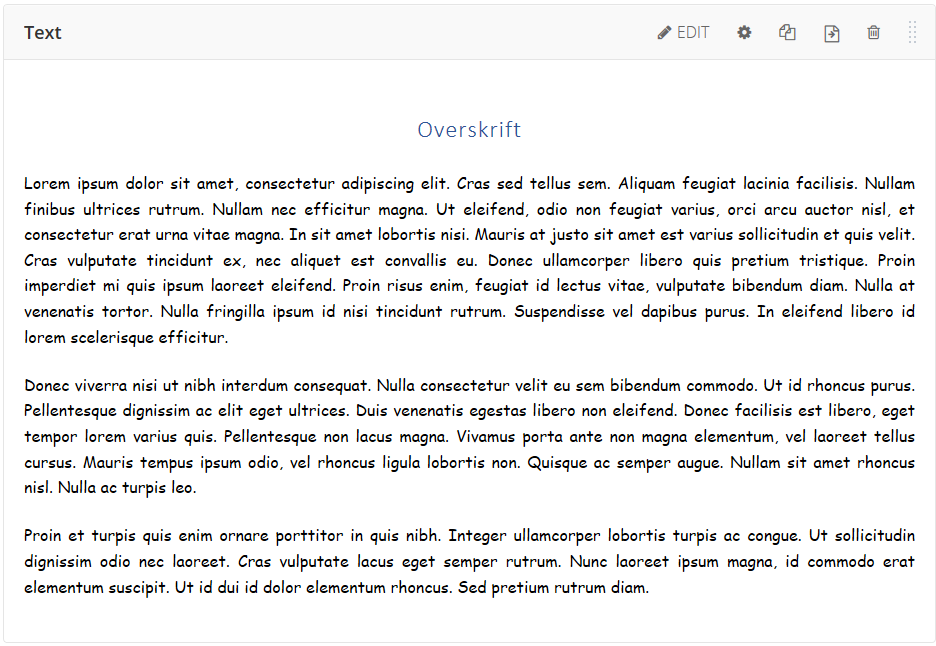 Text
EDIT
Overskrift
Lorem ipsum dolor sit amet, consectetur adipiscing elit. Cras sed tellus sem. Aliquam feugiat lacinia facilisis. Nullam
finibus ultrices rutrum. Nullam nec efficitur magna. Ut eleifend, odio non feugiat varius, orci arcu auctor nisl, et
consectetur erat urna vitae magna. In sit amet lobortis nisi. Mauris at justo sit amet est varius sollicitudin et quis velit.
Cras vulputate tincidunt ex, nec aliquet est convallis eu. Donec ullamcorper libero quis pretium tristique. Proin
imperdiet mi quis ipsum laoreet eleifend. Proin risus enim, feugiat id lectus vitae, vulputate bibendum diam. Nulla at
venenatis tortor. Nulla fringilla ipsum id nisi tincidunt rutrum. Suspendisse vel dapibus purus. In eleifend libero id
lorem scelerisque efficitur.
Donec viverra nisi ut nibh interdum consequat. Nulla consectetur velit eu sem bibendum commodo. Ut id rhoncus purus.
Pellentesque dignissim ac elit eget ultrices. Duis venenatis egestas libero non eleifend. Donec facilisis est libero, eget
tempor lorem varius quis. Pellentesque non lacus magna. Vivamus porta ante non magna elementum, vel laoreet tellus
cursus. Mauris tempus ipsum odio, vel rhoncus ligula lobortis non. Quisque ac semper augue. Nullam sit amet rhoncus
nisl. Nulla ac turpis leo.
Proin et turpis quis enim ornare porttitor in quis nibh. Integer ullamcorper lobortis turpis ac congue. Ut sollicitudin
dignissim odio nec laoreet. Cras vulputate lacus eget semper rutrum. Nunc laoreet ipsum magna, id commodo erat
elementum suscipit. Ut id dui id dolor elementum rhoncus. Sed pretium rutrum diam.